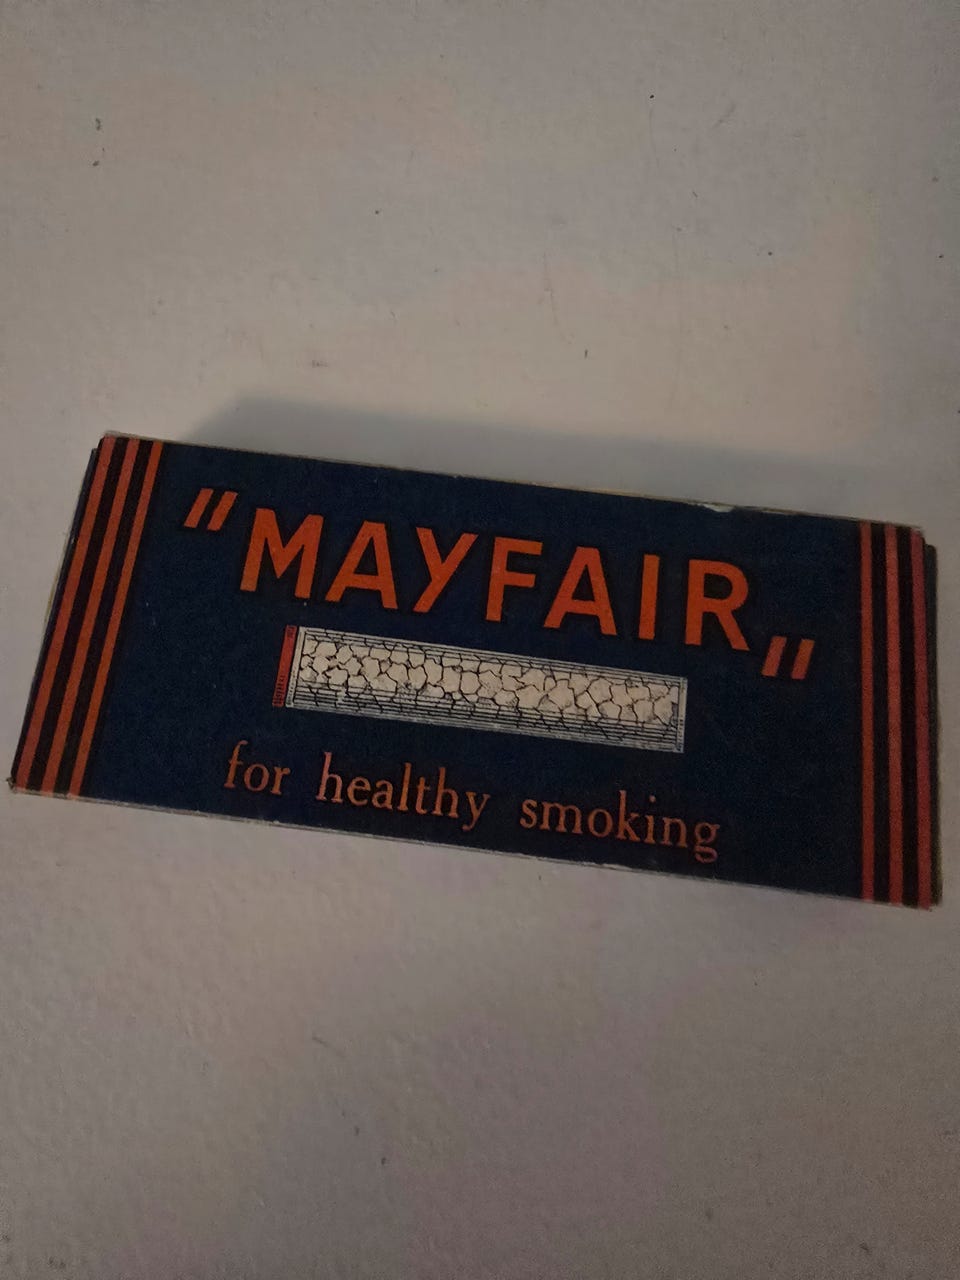 "MAYFAIR„
for healthy smoking